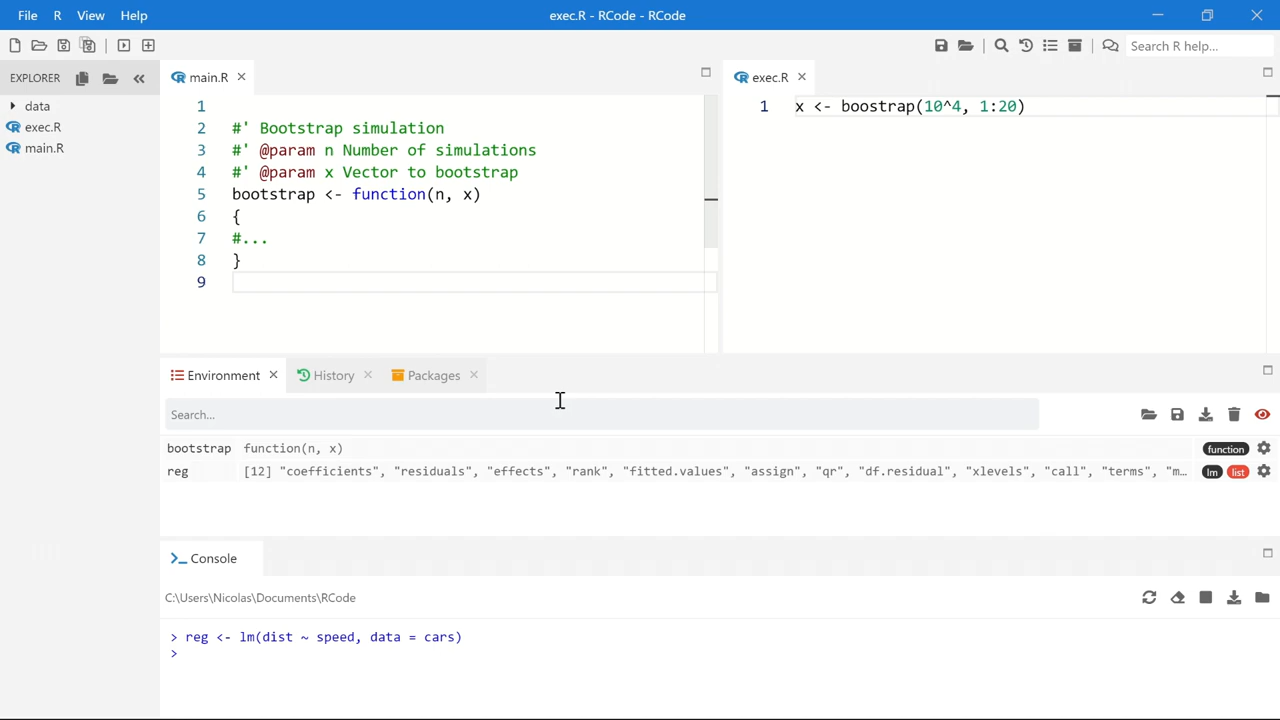 File R View Help exec.R - RCode - RCode
Search R help...
EXPLORER
data
exec.R
main.R
main.R
1
2 #' Bootstrap simulation
3 #' @param n Number of simulations
4 #' @param x Vector to bootstrap
5 bootstrap <- function(n, x)
6 {
7 #...
8 }
9
exec.R
1 x <- boostrap(10^4, 1:20)
Environment History Packages
Search...
bootstrap function(n, x) function
reg [12] "coefficients", "residuals", "effects", "rank", "fitted.values", "assign", "qr", "df.residual", "xlevels", "call", "terms", "m… lm list
Console
C:\Users\Nicolas\Documents\RCode
> reg <- lm(dist ~ speed, data = cars)
>